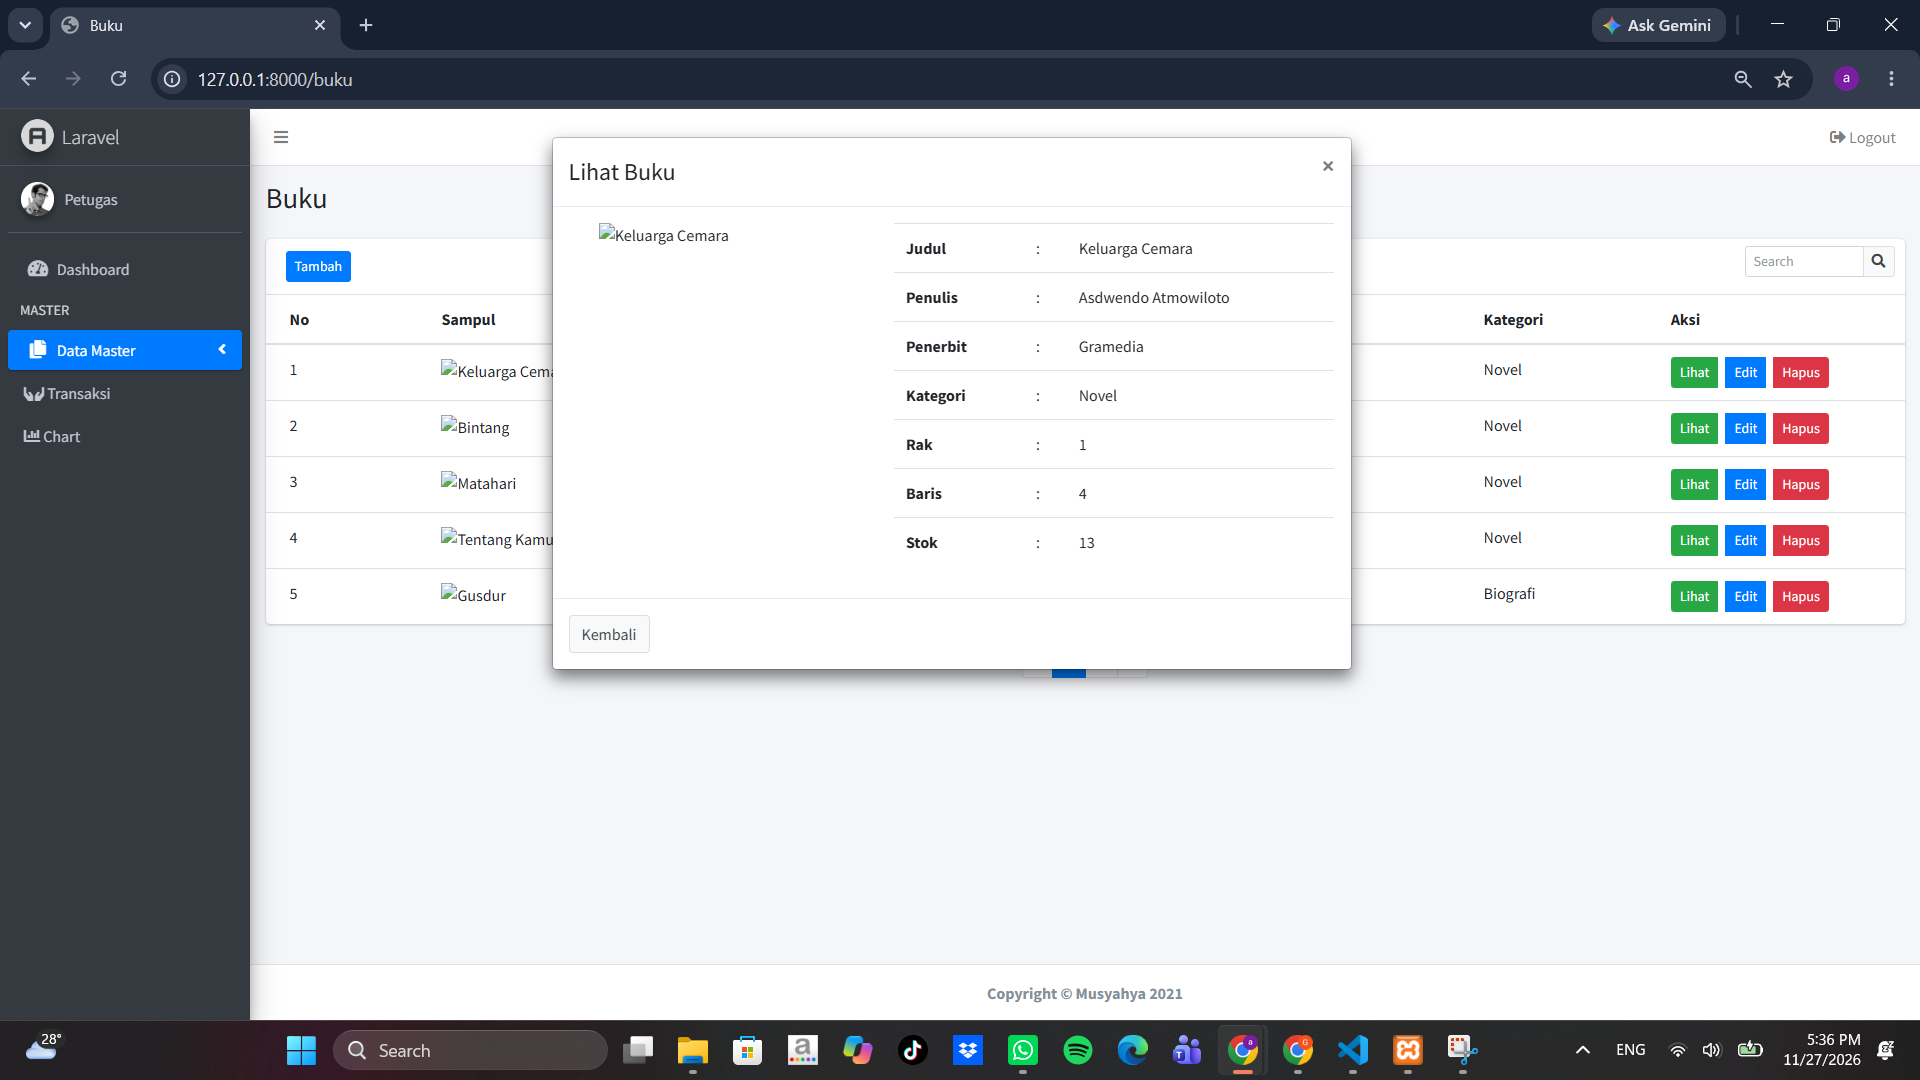 Buku
Ask Gemini
127.0.0.1:8000/buku
a
Laravel
Logout
Petugas
Dashboard
MASTER
Data Master
Transaksi
Chart
Buku
Tambah
Search
No Sampul Kategori Aksi
1 Keluarga Cema Novel Lihat Edit Hapus
2 Bintang Novel Lihat Edit Hapus
3 Matahari Novel Lihat Edit Hapus
4 Tentang Kamu Novel Lihat Edit Hapus
5 Gusdur Biografi Lihat Edit Hapus
Lihat Buku ×
Keluarga Cemara
Judul : Keluarga Cemara
Penulis : Asdwendo Atmowiloto
Penerbit : Gramedia
Kategori : Novel
Rak : 1
Baris : 4
Stok : 13
Kembali
Copyright © Musyahya 2021
28°
Search
ENG
5:36 PM
11/27/2026